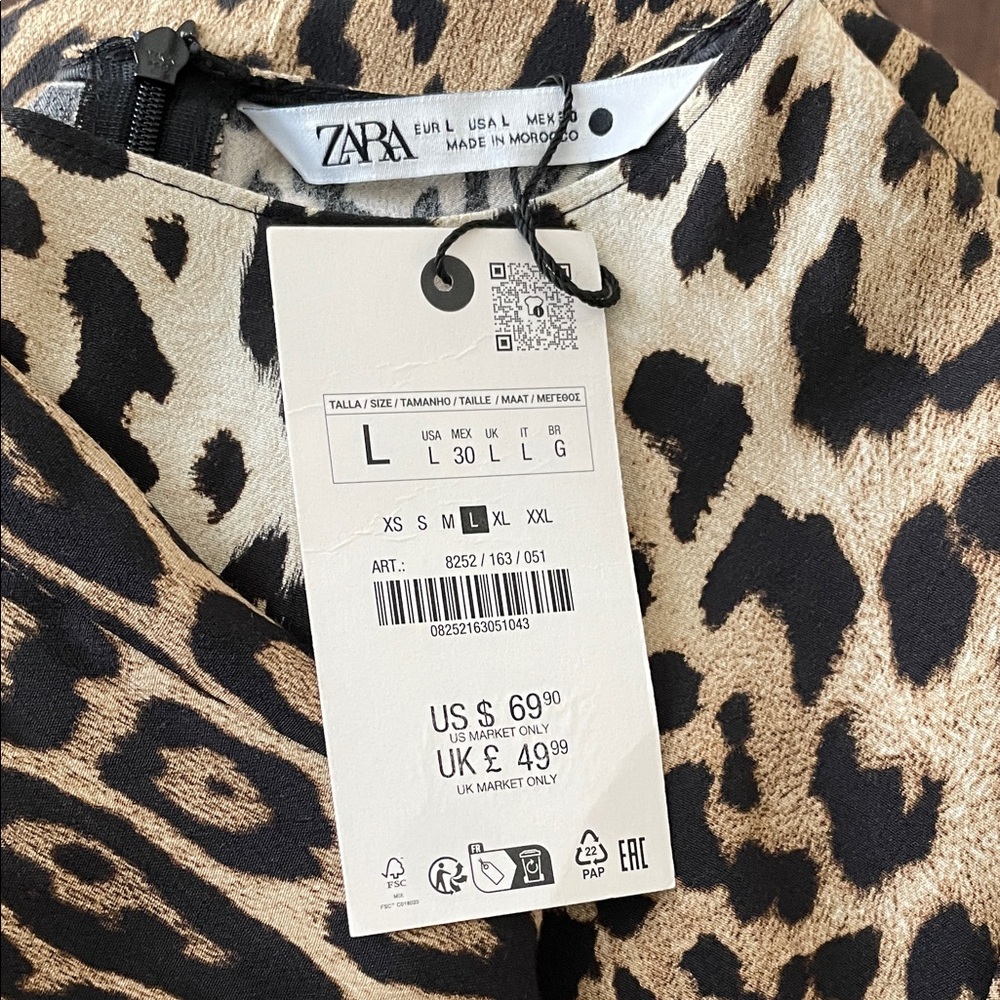 ZARA
EUR L USA L MEX
MADE IN MOROCCO
TALLA / SIZE / TAMANHO / TAILLE / MAAT / ΜΕΓΕΘΟΣ
L
USA MEX UK IT BR
L 30 L L G
XS S M L XL XXL
ART.: 8252 / 163 / 051
08252163051043
US $ 69.90
US MARKET ONLY
UK £ 49.99
UK MARKET ONLY
FR
FSC
MIX
22
PAP
EAC